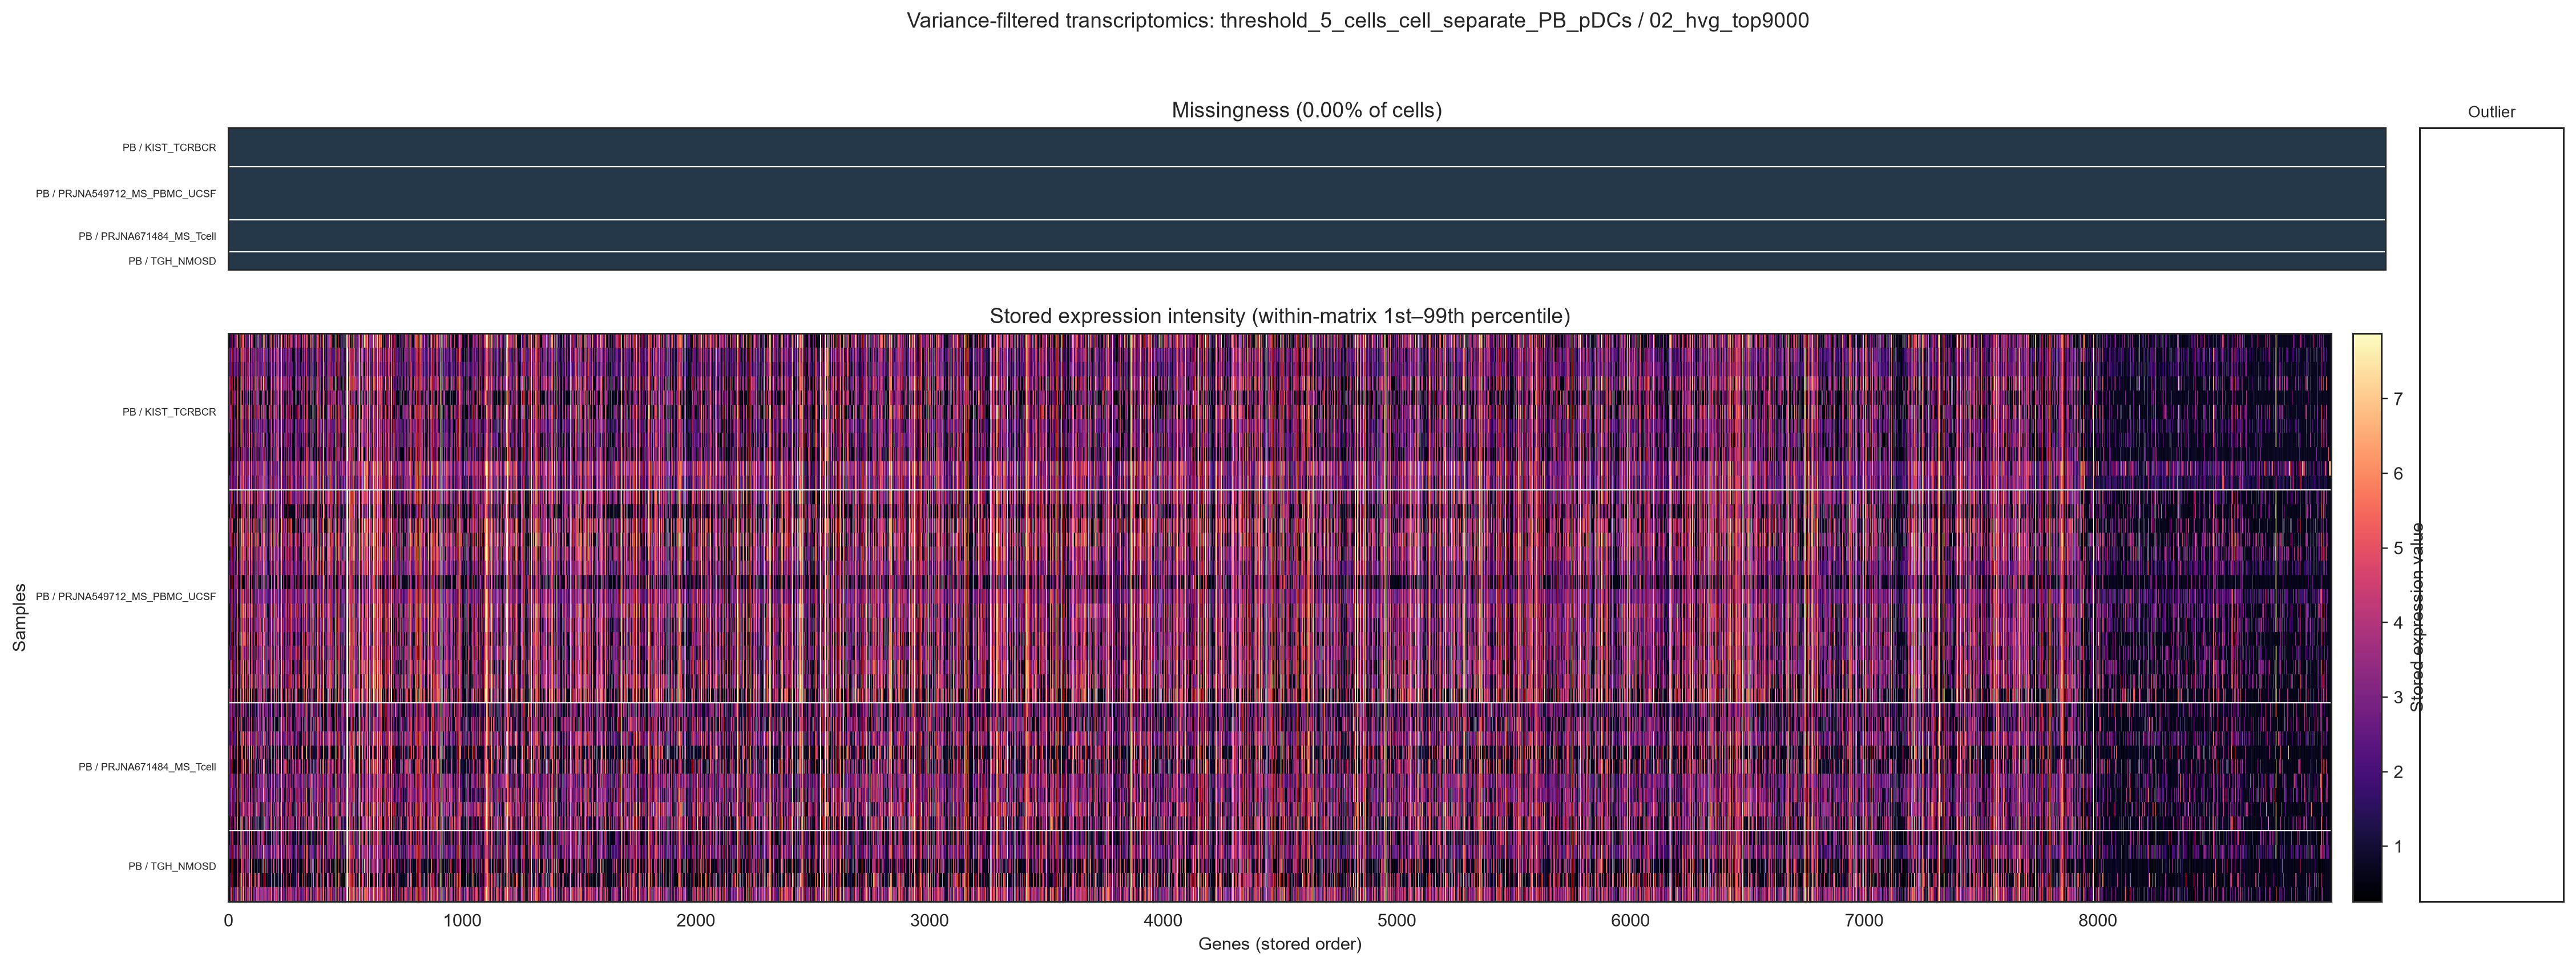 Variance-filtered transcriptomics: threshold_5_cells_cell_separate_PB_pDCs / 02_hvg_top9000
Missingness (0.00% of cells)
Outlier
PB / KIST_TCRBCR
PB / PRJNA549712_MS_PBMC_UCSF
PB / PRJNA671484_MS_Tcell
PB / TGH_NMOSD
Stored expression intensity (within-matrix 1st–99th percentile)
Samples
PB / KIST_TCRBCR
PB / PRJNA549712_MS_PBMC_UCSF
PB / PRJNA671484_MS_Tcell
PB / TGH_NMOSD
7
6
5
4
3
2
1
Stored expression value
0 1000 2000 3000 4000 5000 6000 7000 8000
Genes (stored order)